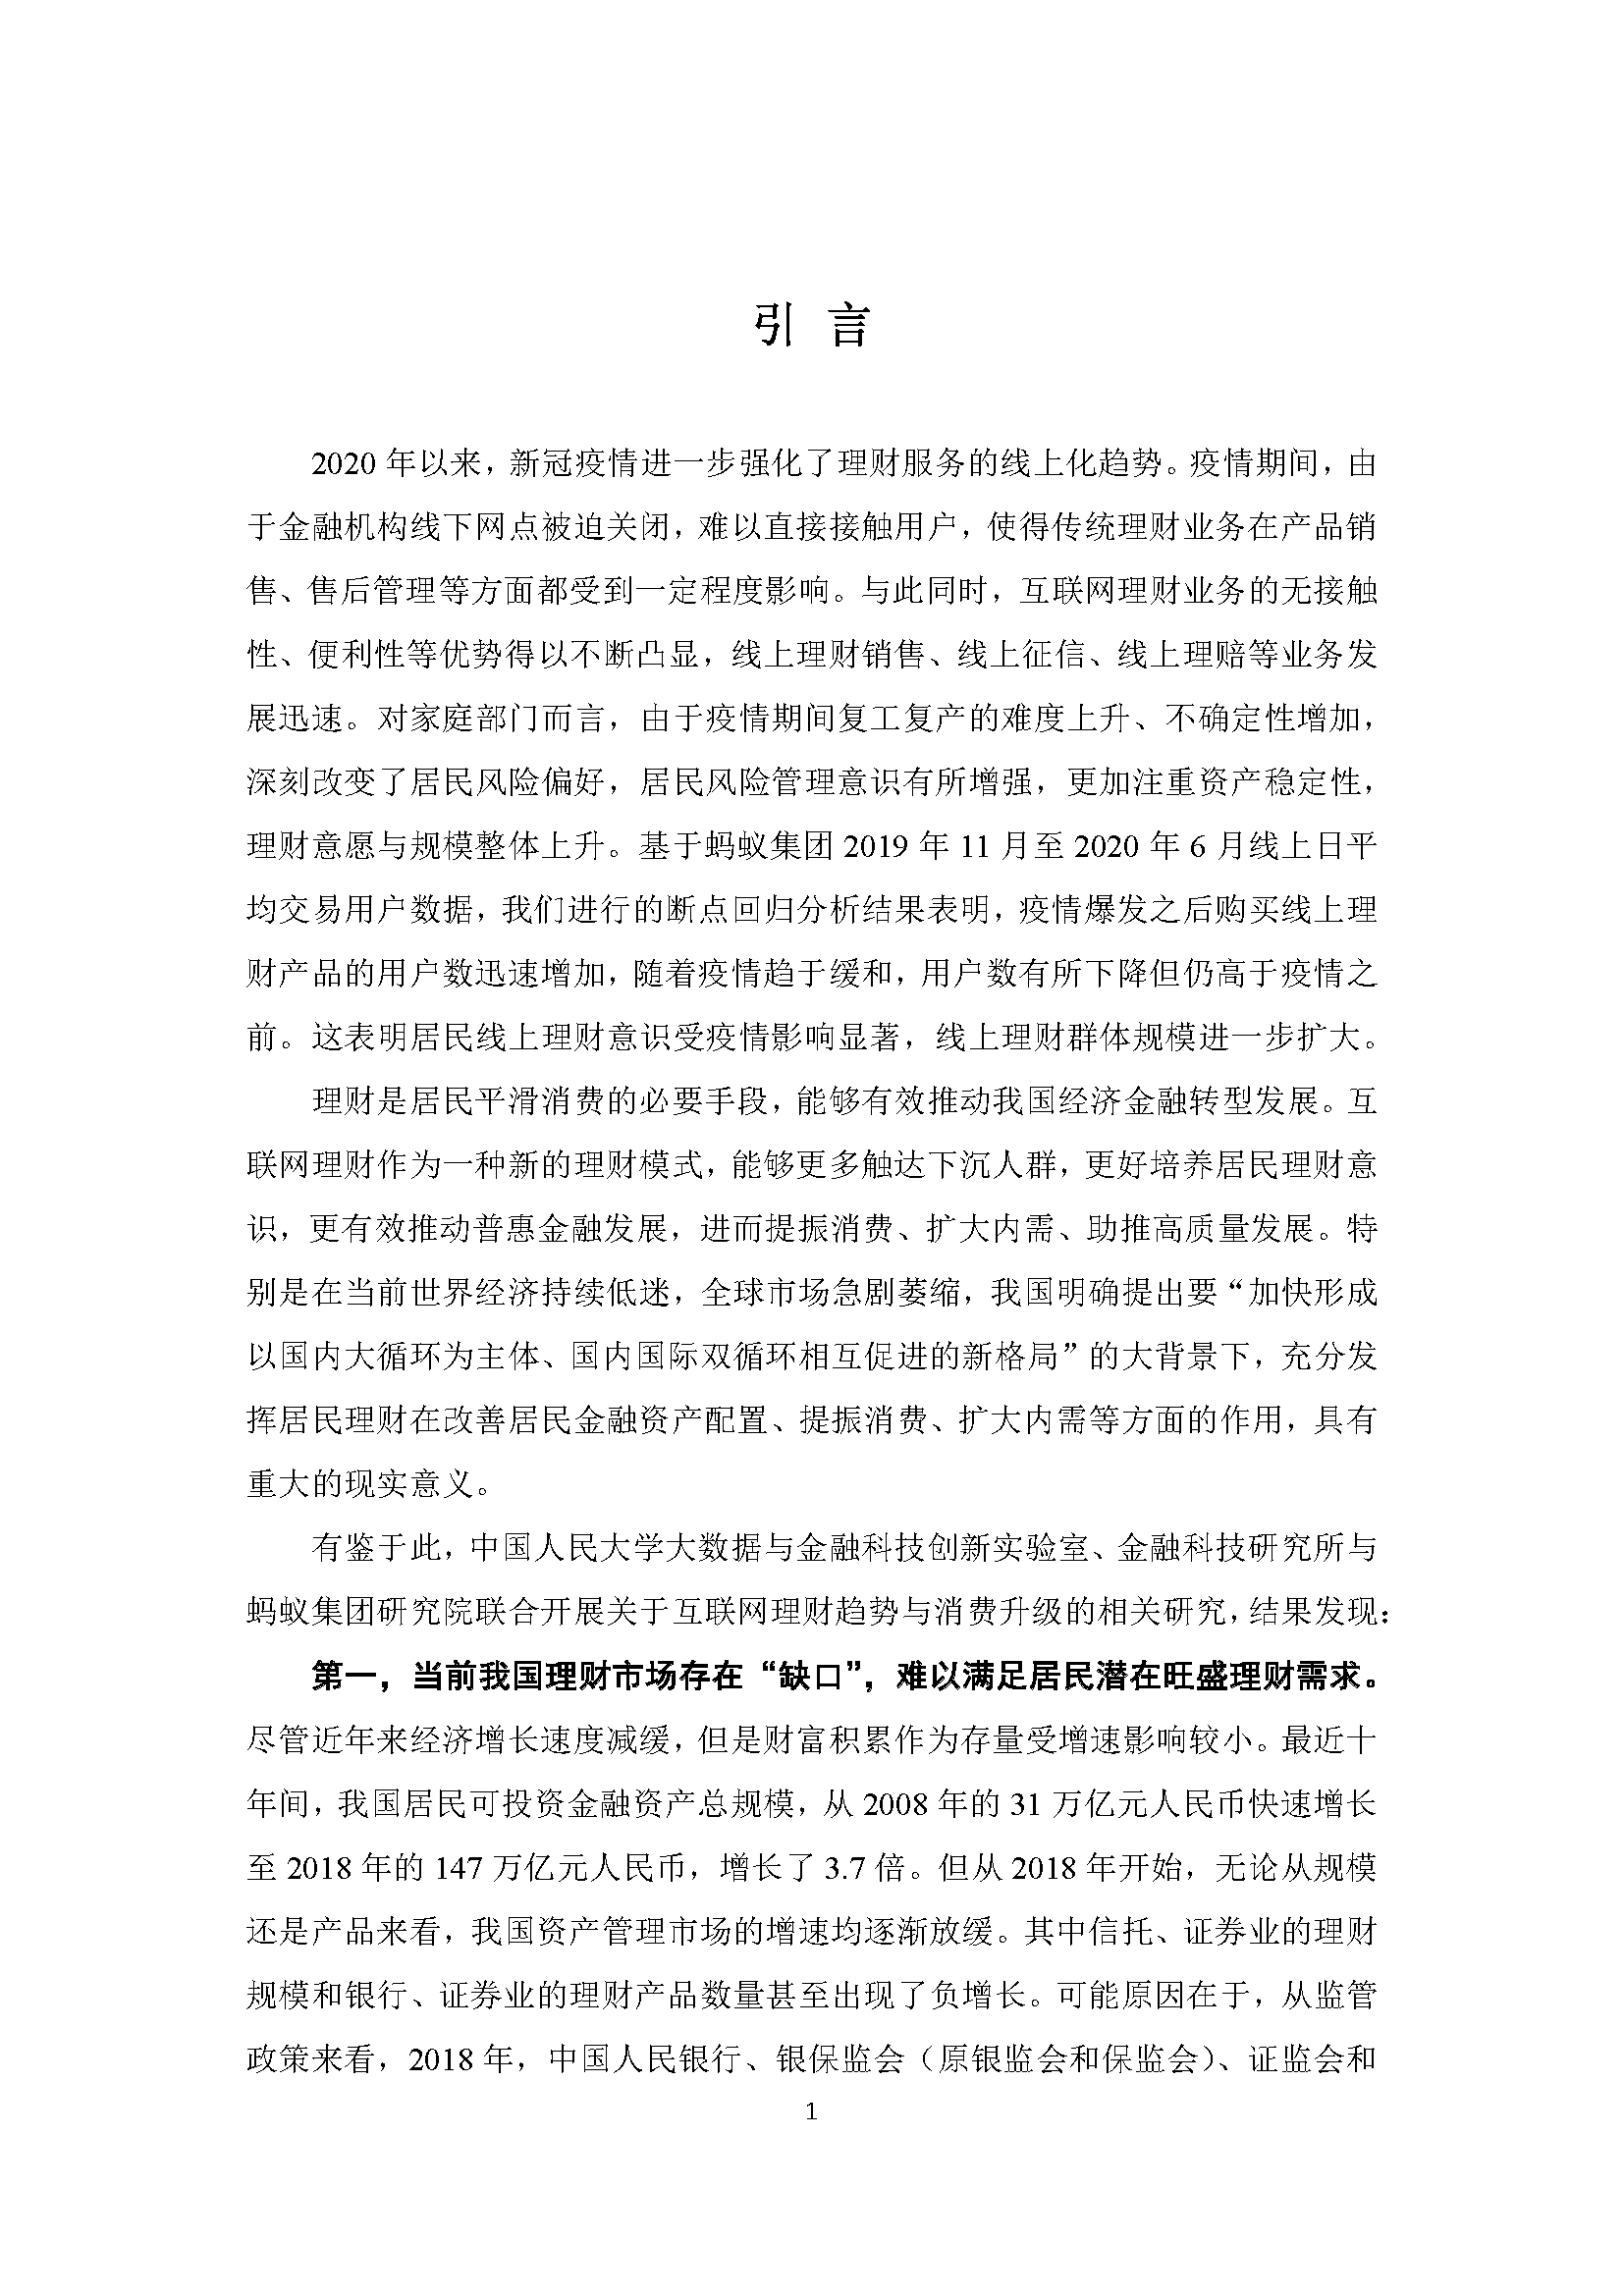 引 言
2020 年以来，新冠疫情进一步强化了理财服务的线上化趋势。疫情期间，由
于金融机构线下网点被迫关闭，难以直接接触用户，使得传统理财业务在产品销
售、售后管理等方面都受到一定程度影响。与此同时，互联网理财业务的无接触
性、便利性等优势得以不断凸显，线上理财销售、线上征信、线上理赔等业务发
展迅速。对家庭部门而言，由于疫情期间复工复产的难度上升、不确定性增加，
深刻改变了居民风险偏好，居民风险管理意识有所增强，更加注重资产稳定性，
理财意愿与规模整体上升。基于蚂蚁集团 2019 年 11 月至 2020 年 6 月线上日平
均交易用户数据，我们进行的断点回归分析结果表明，疫情爆发之后购买线上理
财产品的用户数迅速增加，随着疫情趋于缓和，用户数有所下降但仍高于疫情之
前。这表明居民线上理财意识受疫情影响显著，线上理财群体规模进一步扩大。
理财是居民平滑消费的必要手段，能够有效推动我国经济金融转型发展。互
联网理财作为一种新的理财模式，能够更多触达下沉人群，更好培养居民理财意
识，更有效推动普惠金融发展，进而提振消费、扩大内需、助推高质量发展。特
别是在当前世界经济持续低迷，全球市场急剧萎缩，我国明确提出要“加快形成
以国内大循环为主体、国内国际双循环相互促进的新格局”的大背景下，充分发
挥居民理财在改善居民金融资产配置、提振消费、扩大内需等方面的作用，具有
重大的现实意义。
有鉴于此，中国人民大学大数据与金融科技创新实验室、金融科技研究所与
蚂蚁集团研究院联合开展关于互联网理财趋势与消费升级的相关研究，结果发现：
第一，当前我国理财市场存在“缺口”，难以满足居民潜在旺盛理财需求。
尽管近年来经济增长速度减缓，但是财富积累作为存量受增速影响较小。最近十
年间，我国居民可投资金融资产总规模，从 2008 年的 31 万亿元人民币快速增长
至 2018 年的 147 万亿元人民币，增长了 3.7 倍。但从 2018 年开始，无论从规模
还是产品来看，我国资产管理市场的增速均逐渐放缓。其中信托、证券业的理财
规模和银行、证券业的理财产品数量甚至出现了负增长。可能原因在于，从监管
政策来看，2018 年，中国人民银行、银保监会（原银监会和保监会）、证监会和
1